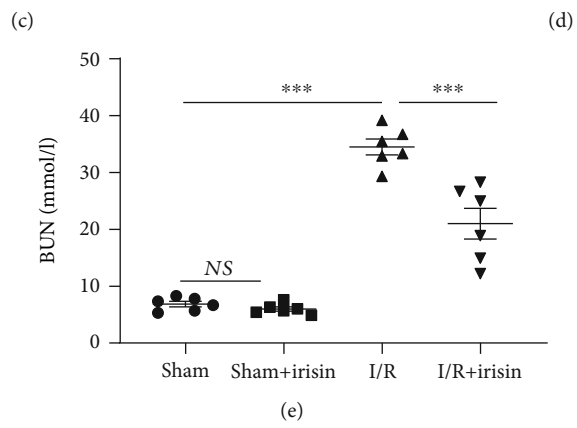 (c) (d)
50
*** ***
40
30
20
10
0
BUN (mmol/l)
NS
Sham Sham+irisin I/R I/R+irisin
(e)